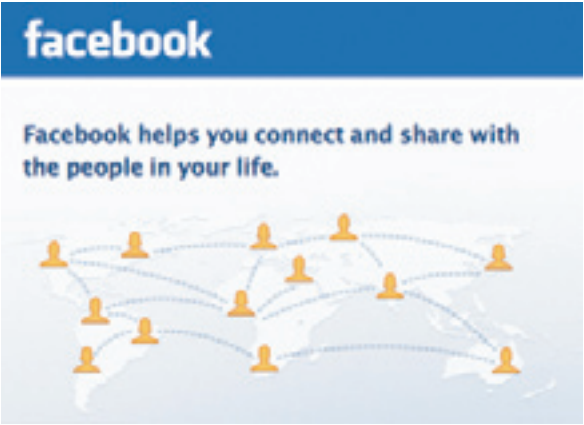 facebook
Facebook helps you connect and share with
the people in your life.